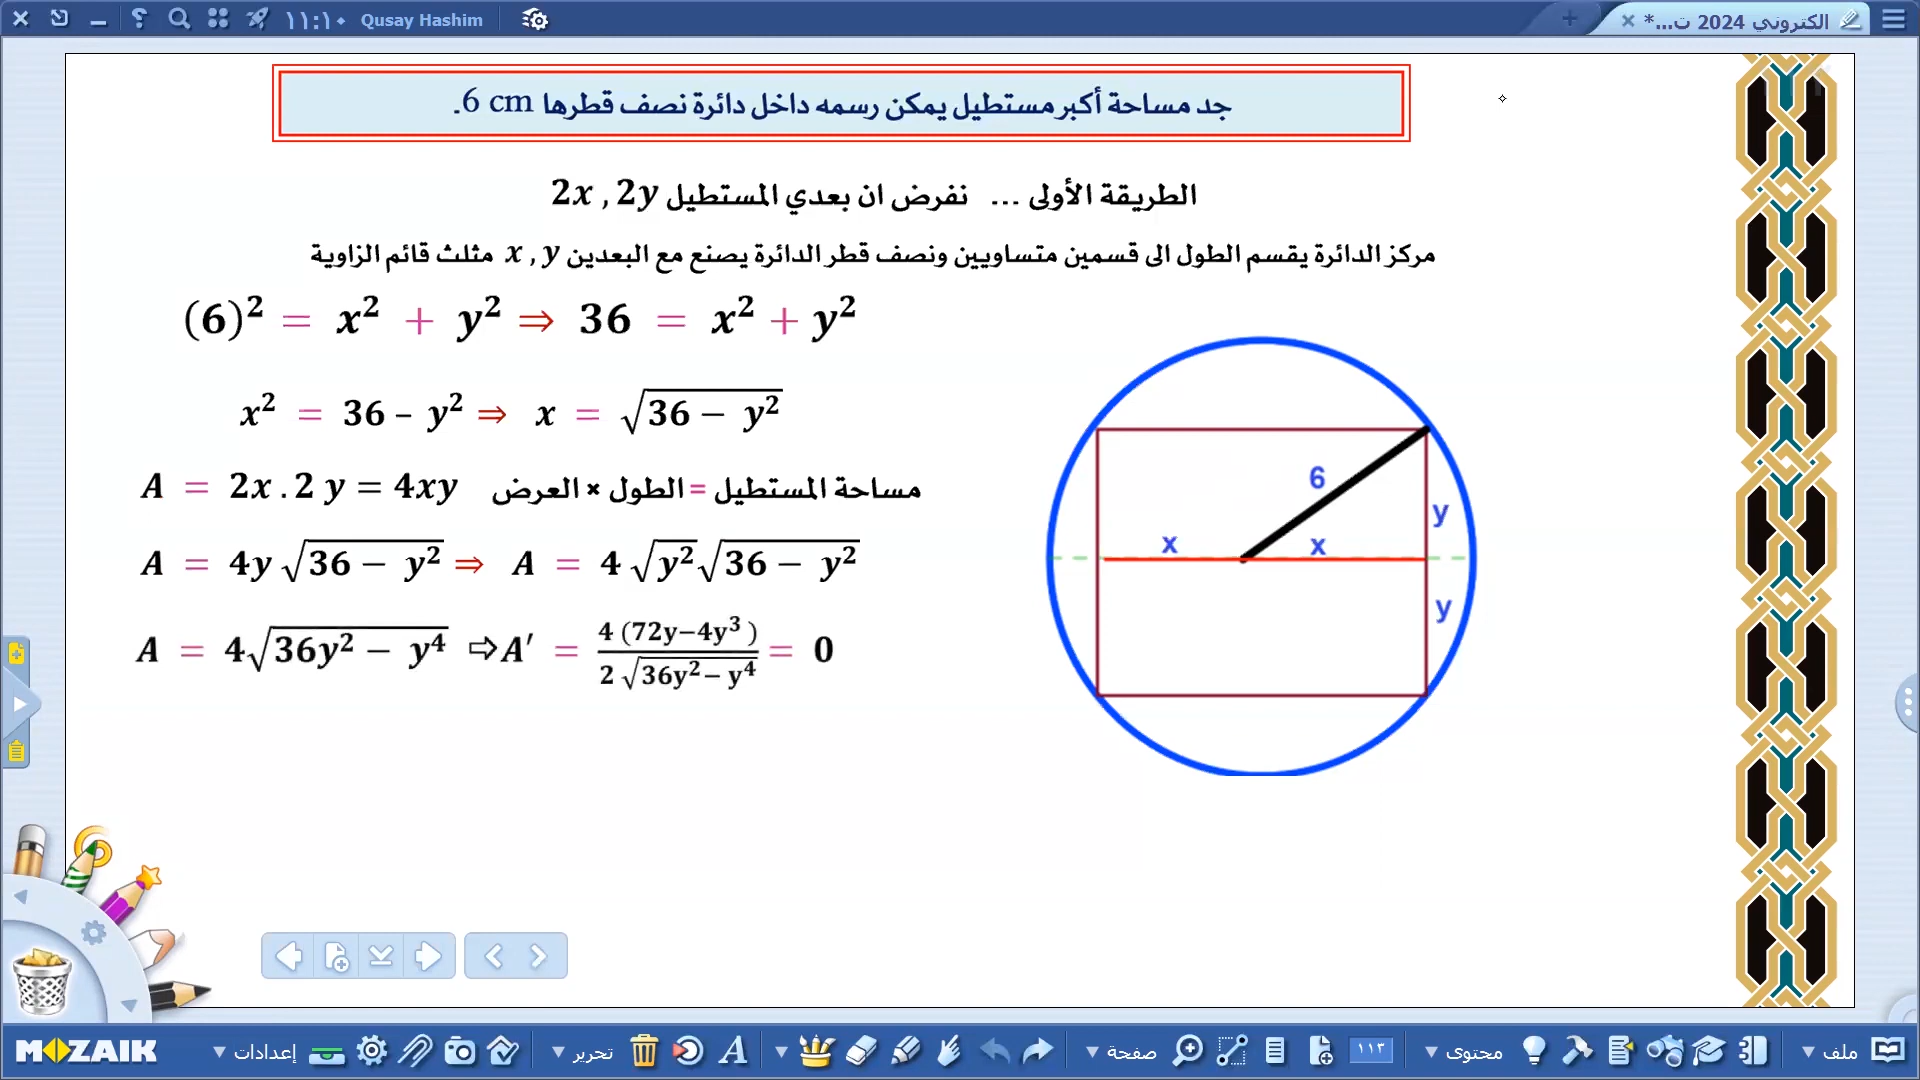 ١١:١٠ Qusay Hashim
الكتروني 2024 ت...*
جد مساحة أكبر مستطيل يمكن رسمه داخل دائرة نصف قطرها 6 cm.
الطريقة الأولى ... نفرض ان بعدي المستطيل 2x , 2y
مركز الدائرة يقسم الطول الى قسمين متساويين ونصف قطر الدائرة يصنع مع البعدين x , y مثلث قائم الزاوية
(6)² = x² + y² ⇒ 36 = x² + y²
x² = 36 – y² ⇒ x = √(36 − y²)
A = 2x . 2 y = 4xy مساحة المستطيل = الطول × العرض
A = 4y √(36 − y²) ⇒ A = 4 √(y²) √(36 − y²)
A = 4√(36y² − y⁴) ⇨ A′ = 4 (72y−4y³ ) / 2 √(36y²− y⁴) = 0
6
y
x x
y
MOZAIK
إعدادات
تحرير
A
صفحة
١١٣
محتوى
ملف